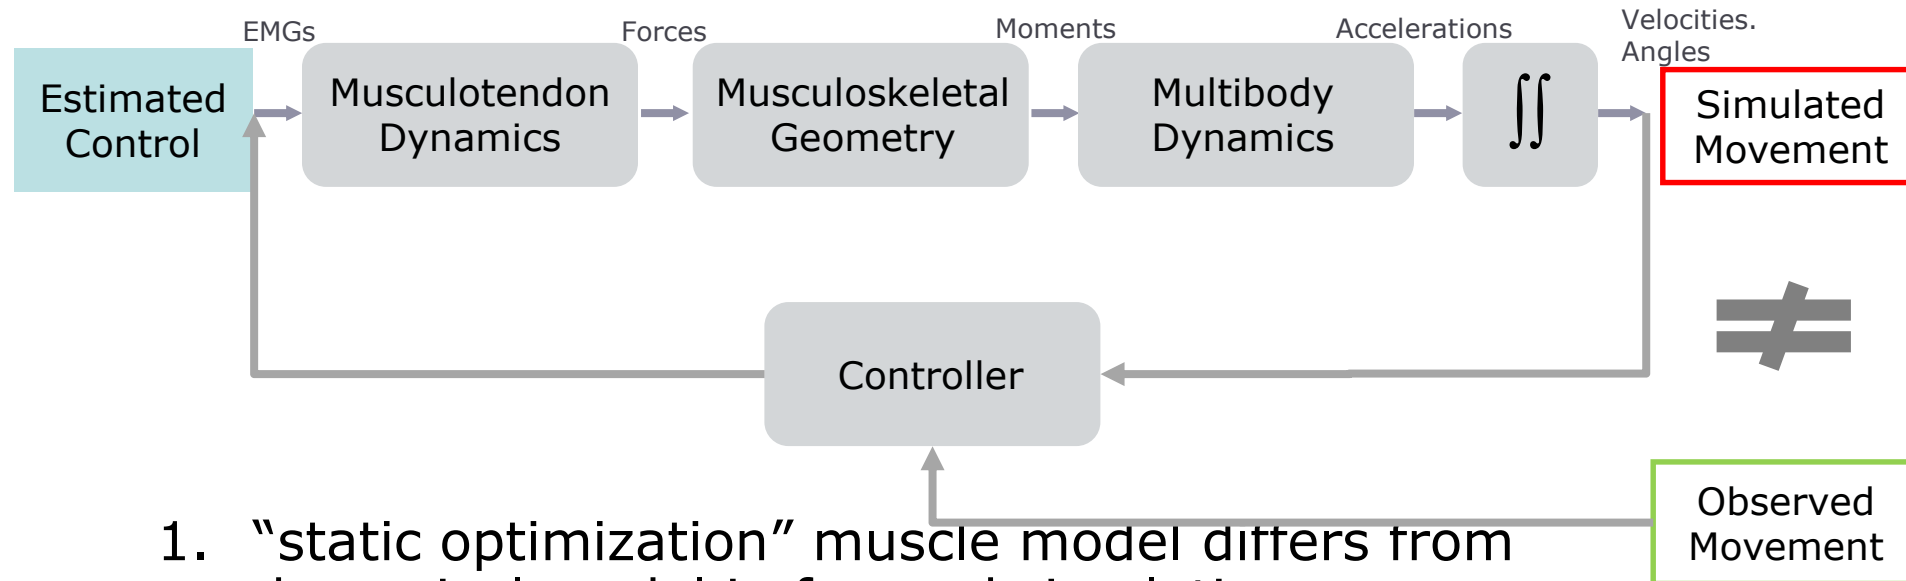 EMGs
Forces
Moments
Accelerations
Velocities.
Angles
Estimated
Control
Musculotendon
Dynamics
Musculoskeletal
Geometry
Multibody
Dynamics
∬
Simulated
Movement
≠
Controller
Observed
Movement
1. “static optimization” muscle model differs from